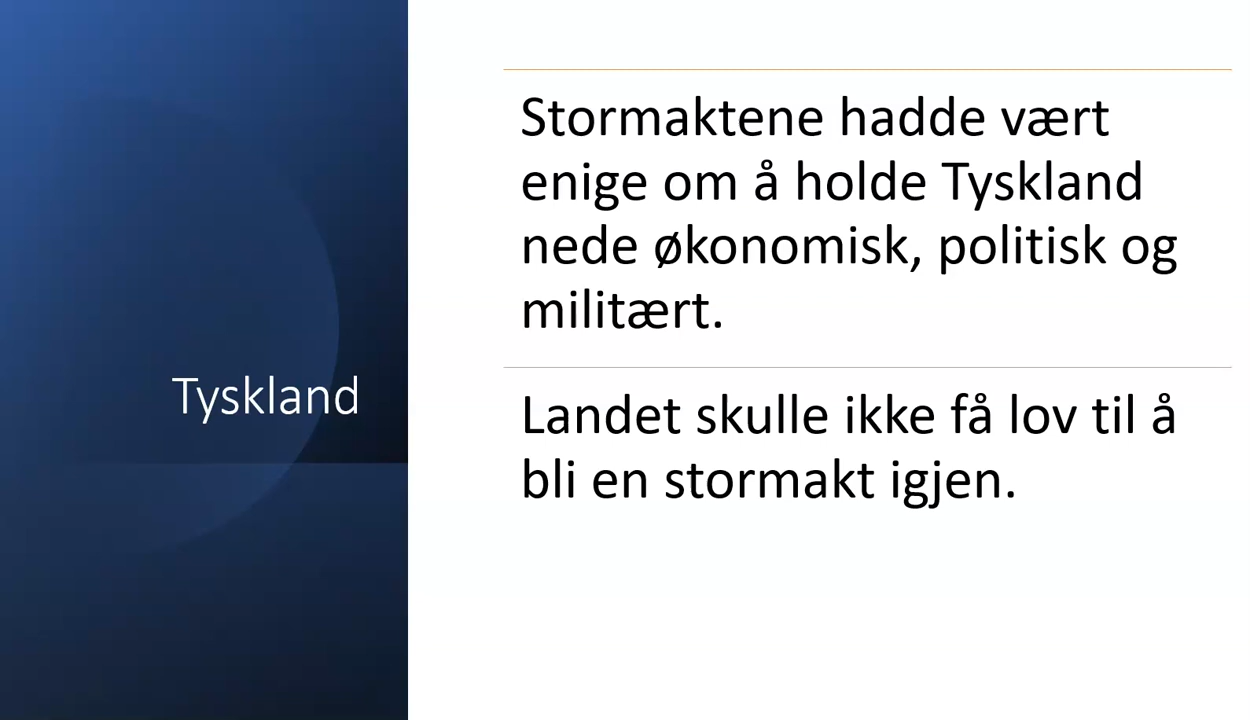 Tyskland
Stormaktene hadde vært
enige om å holde Tyskland
nede økonomisk, politisk og
militært.
Landet skulle ikke få lov til å
bli en stormakt igjen.